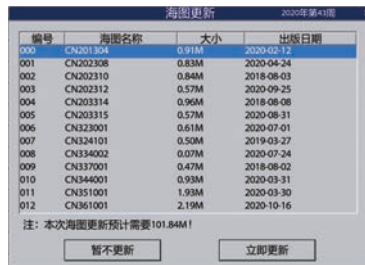 海图更新 2020年第43周
编号 海图名称 大小 出版日期
000 CN201304 0.91M 2020-02-12
001 CN202308 0.83M 2020-04-24
002 CN202310 0.84M 2018-08-03
003 CN202312 0.57M 2020-09-25
004 CN203314 0.96M 2018-08-08
005 CN203315 0.57M 2020-08-31
006 CN323001 0.61M 2020-07-01
007 CN324101 0.50M 2019-03-27
008 CN334002 0.07M 2020-07-24
009 CN337001 0.47M 2018-08-02
010 CN344001 0.93M 2020-03-31
011 CN351001 1.93M 2020-03-30
012 CN361001 2.19M 2020-10-16
注：本次海图更新预计需要101.84M！
暂不更新 立即更新